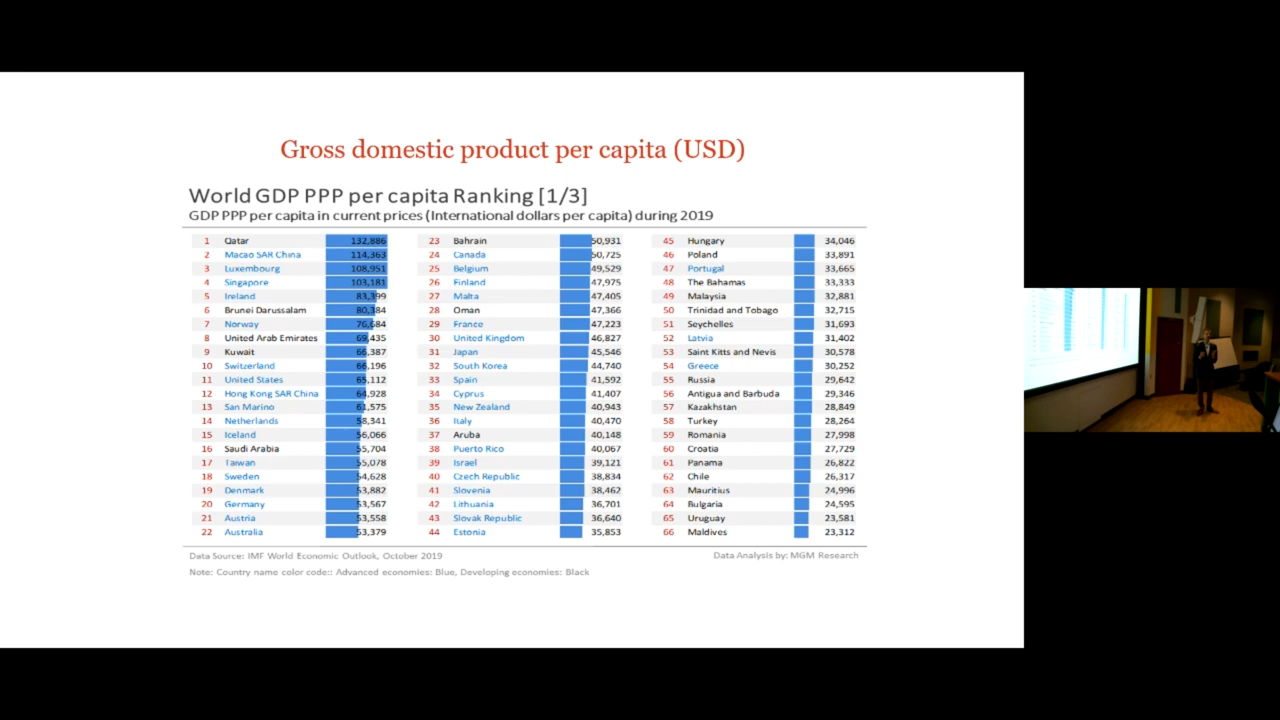 Gross domestic product per capita (USD)
World GDP PPP per capita Ranking [1/3]
GDP PPP per capita in current prices (International dollars per capita) during 2019
1 Qatar 132,886
2 Macao SAR China 114,363
3 Luxembourg 108,951
4 Singapore 103,181
5 Ireland 83,399
6 Brunei Darussalam 80,384
7 Norway 76,684
8 United Arab Emirates 69,435
9 Kuwait 66,387
10 Switzerland 66,196
11 United States 65,112
12 Hong Kong SAR China 64,928
13 San Marino 61,575
14 Netherlands 58,341
15 Iceland 56,066
16 Saudi Arabia 55,704
17 Taiwan 55,078
18 Sweden 54,628
19 Denmark 53,882
20 Germany 53,567
21 Austria 53,558
22 Australia 53,379
23 Bahrain 50,931
24 Canada 50,725
25 Belgium 49,529
26 Finland 47,975
27 Malta 47,405
28 Oman 47,366
29 France 47,223
30 United Kingdom 46,827
31 Japan 45,546
32 South Korea 44,740
33 Spain 41,592
34 Cyprus 41,407
35 New Zealand 40,943
36 Italy 40,470
37 Aruba 40,148
38 Puerto Rico 40,067
39 Israel 39,121
40 Czech Republic 38,834
41 Slovenia 38,462
42 Lithuania 36,701
43 Slovak Republic 36,640
44 Estonia 35,853
45 Hungary 34,046
46 Poland 33,891
47 Portugal 33,665
48 The Bahamas 33,333
49 Malaysia 32,881
50 Trinidad and Tobago 32,715
51 Seychelles 31,693
52 Latvia 31,402
53 Saint Kitts and Nevis 30,578
54 Greece 30,252
55 Russia 29,642
56 Antigua and Barbuda 29,346
57 Kazakhstan 28,849
58 Turkey 28,264
59 Romania 27,998
60 Croatia 27,729
61 Panama 26,822
62 Chile 26,317
63 Mauritius 24,996
64 Bulgaria 24,595
65 Uruguay 23,581
66 Maldives 23,312
Data Source: IMF World Economic Outlook, October 2019
Data Analysis by: MGM Research
Note: Country name color code:: Advanced economies: Blue, Developing economies: Black